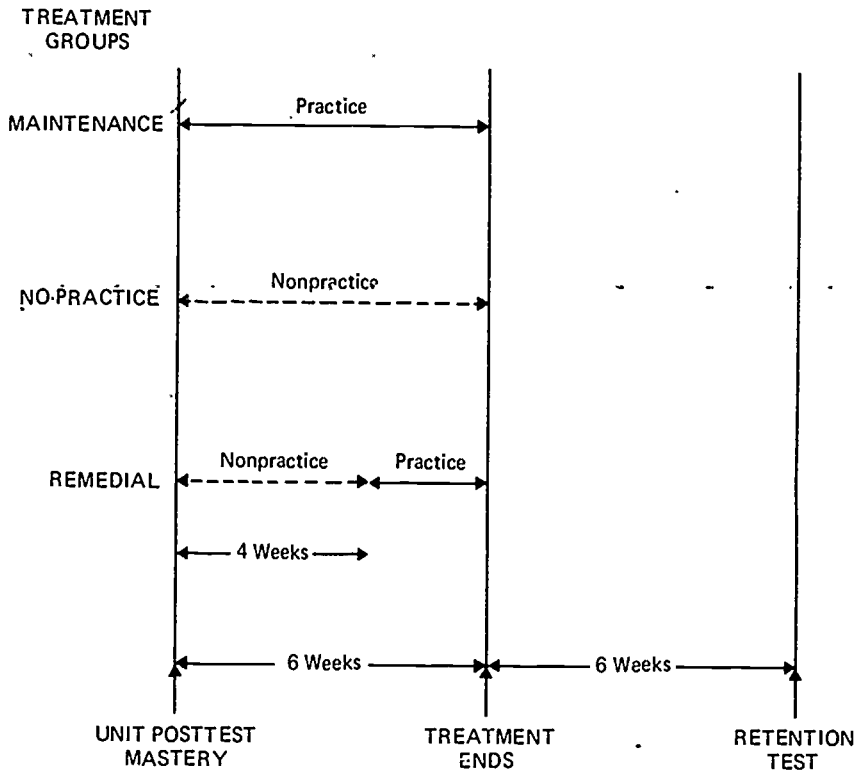 TREATMENT
GROUPS
Practice
MAINTENANCE
Nonpractice
NO-PRACTICE
Nonpractice
Practice
REMEDIAL
4 Weeks
6 Weeks
6 Weeks
UNIT POSTTEST
MASTERY
TREATMENT
ENDS
RETENTION
TEST